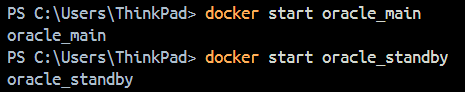 PS C:\Users\ThinkPad> docker start oracle_main
oracle_main
PS C:\Users\ThinkPad> docker start oracle_standby
oracle_standby